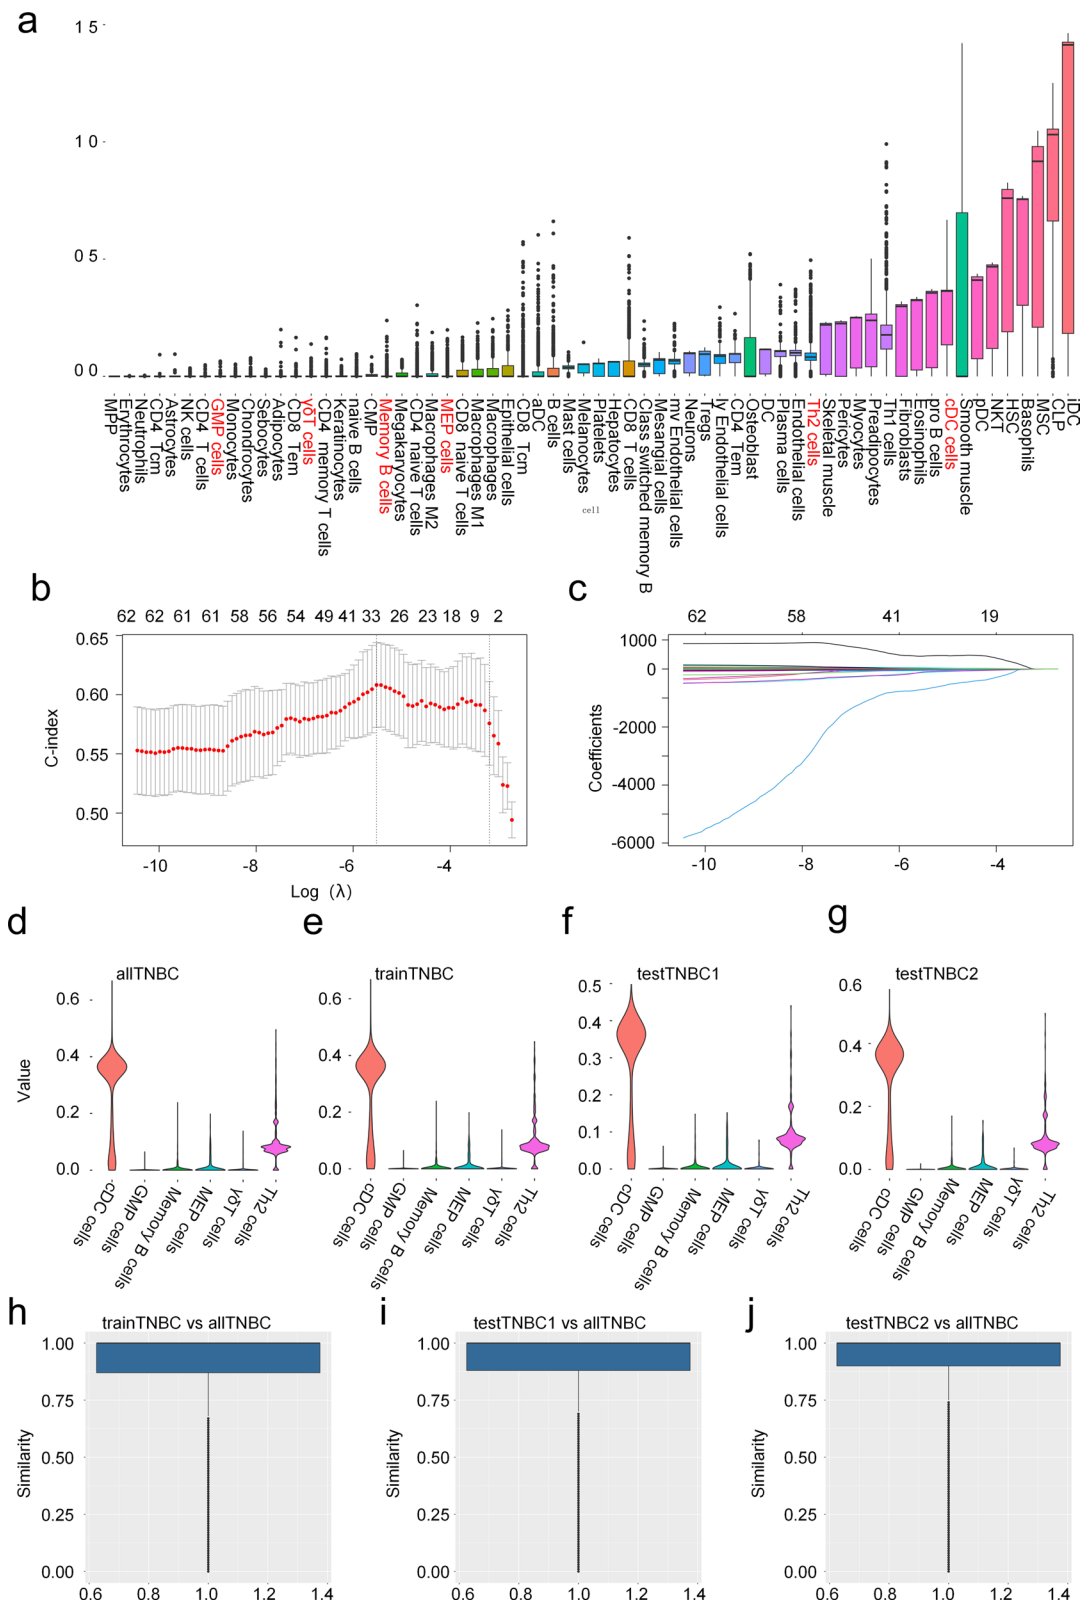 a
1 5
1 0
0 5
0 0
MPP
Erythrocytes
Neutrophils
CD4 Tcm
Astrocytes
NK cells
CD4 T cells
GMP cells
Monocytes
Chondrocytes
Sebocytes
Adipocytes
CD8 Tem
γδT cells
CD4 memory T cells
Keratinocytes
naive B cells
CMP
Memory B cells
Megakaryocytes
CD4 naive T cells
Macrophages M2
MEP cells
CD8 naive T cells
Macrophages M1
Macrophages
Epithelial cells
CD8 Tcm
aDC
B cells
Mast cells
Melanocytes
Platelets
Hepatocytes
CD8 T cells
Class switched memory B
Mesangial cells
mv Endothelial cells
Neurons
Tregs
ly Endothelial cells
CD4 Tem
Osteoblast
DC
Plasma cells
Endothelial cells
Th2 cells
Skeletal muscle
Pericytes
Myocytes
Preadipocytes
Th1 cells
Fibroblasts
Eosinophils
pro B cells
cDC cells
Smooth muscle
pDC
NKT
HSC
Basophils
MSC
CLP
iDC
cell
b
62 62 61 61 58 56 54 49 41 33 26 23 18 9 2
0.65
0.60
0.55
0.50
C-index
-10 -8 -6 -4
Log (λ)
c
62 58 41 19
1000
0
-2000
-4000
-6000
Coefficients
-10 -8 -6 -4
d
allTNBC
0.6
0.4
0.2
0.0
Value
cDC cells
GMP cells
Memory B cells
MEP cells
γδT cells
Th2 cells
e
trainTNBC
0.6
0.4
0.2
0.0
cDC cells
GMP cells
Memory B cells
MEP cells
γδT cells
Th2 cells
f
testTNBC1
0.5
0.4
0.3
0.2
0.1
0.0
cDC cells
GMP cells
Memory B cells
MEP cells
γδT cells
Th2 cells
g
testTNBC2
0.6
0.4
0.2
0.0
cDC cells
GMP cells
Memory B cells
MEP cells
γδT cells
Th2 cells
h
trainTNBC vs allTNBC
1.00
0.75
0.50
0.25
0.00
Similarity
0.6 0.8 1.0 1.2 1.4
i
testTNBC1 vs allTNBC
1.00
0.75
0.50
0.25
0.00
Similarity
0.6 0.8 1.0 1.2 1.4
j
testTNBC2 vs allTNBC
1.00
0.75
0.50
0.25
0.00
Similarity
0.6 0.8 1.0 1.2 1.4